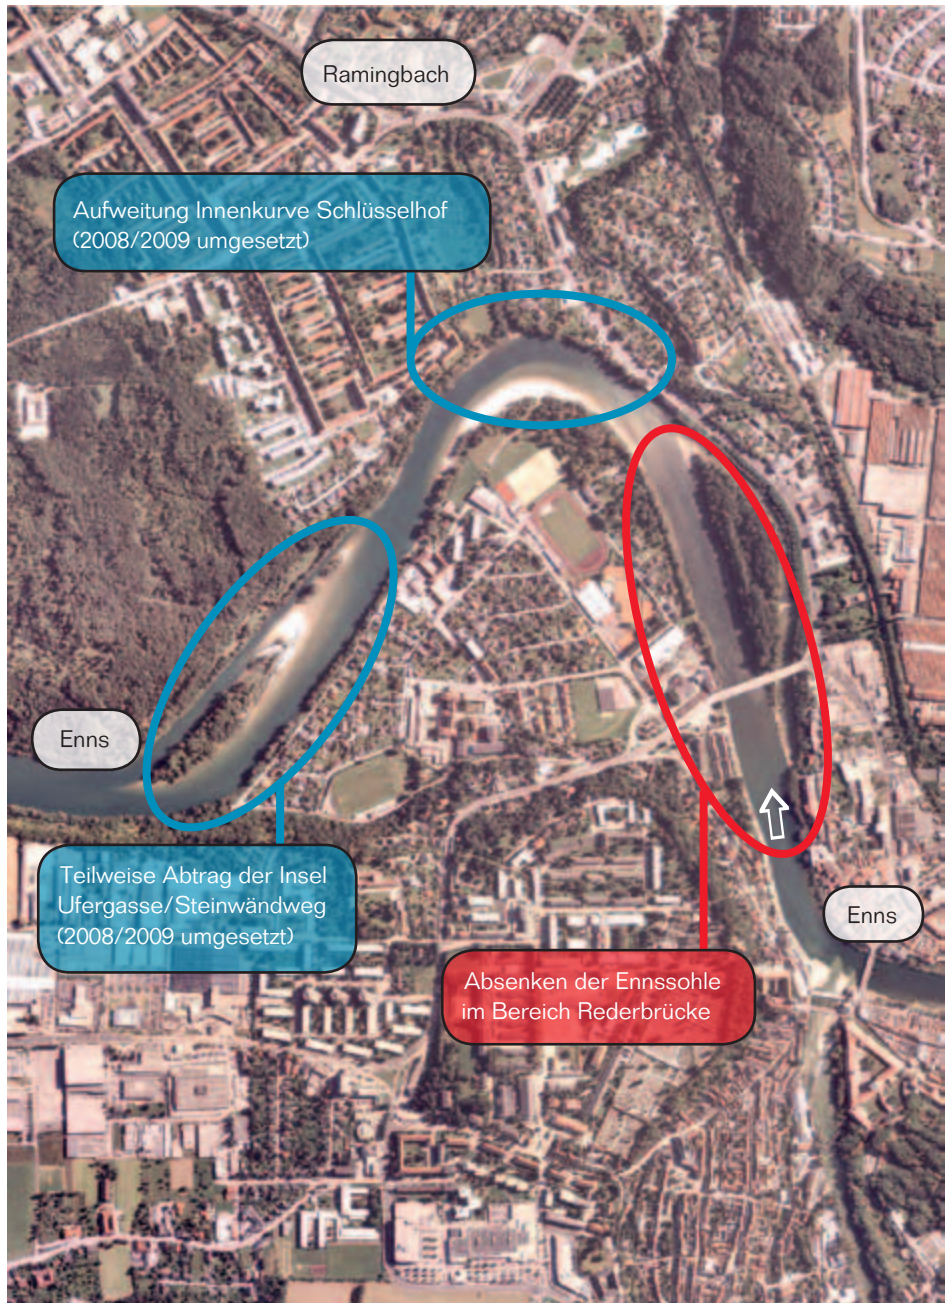 Ramingbach
Aufweitung Innenkurve Schlüsselhof
(2008/2009 umgesetzt)
Enns
Teilweise Abtrag der Insel
Ufergasse/Steinwändweg
(2008/2009 umgesetzt)
Enns
Absenken der Ennssohle
im Bereich Rederbrücke